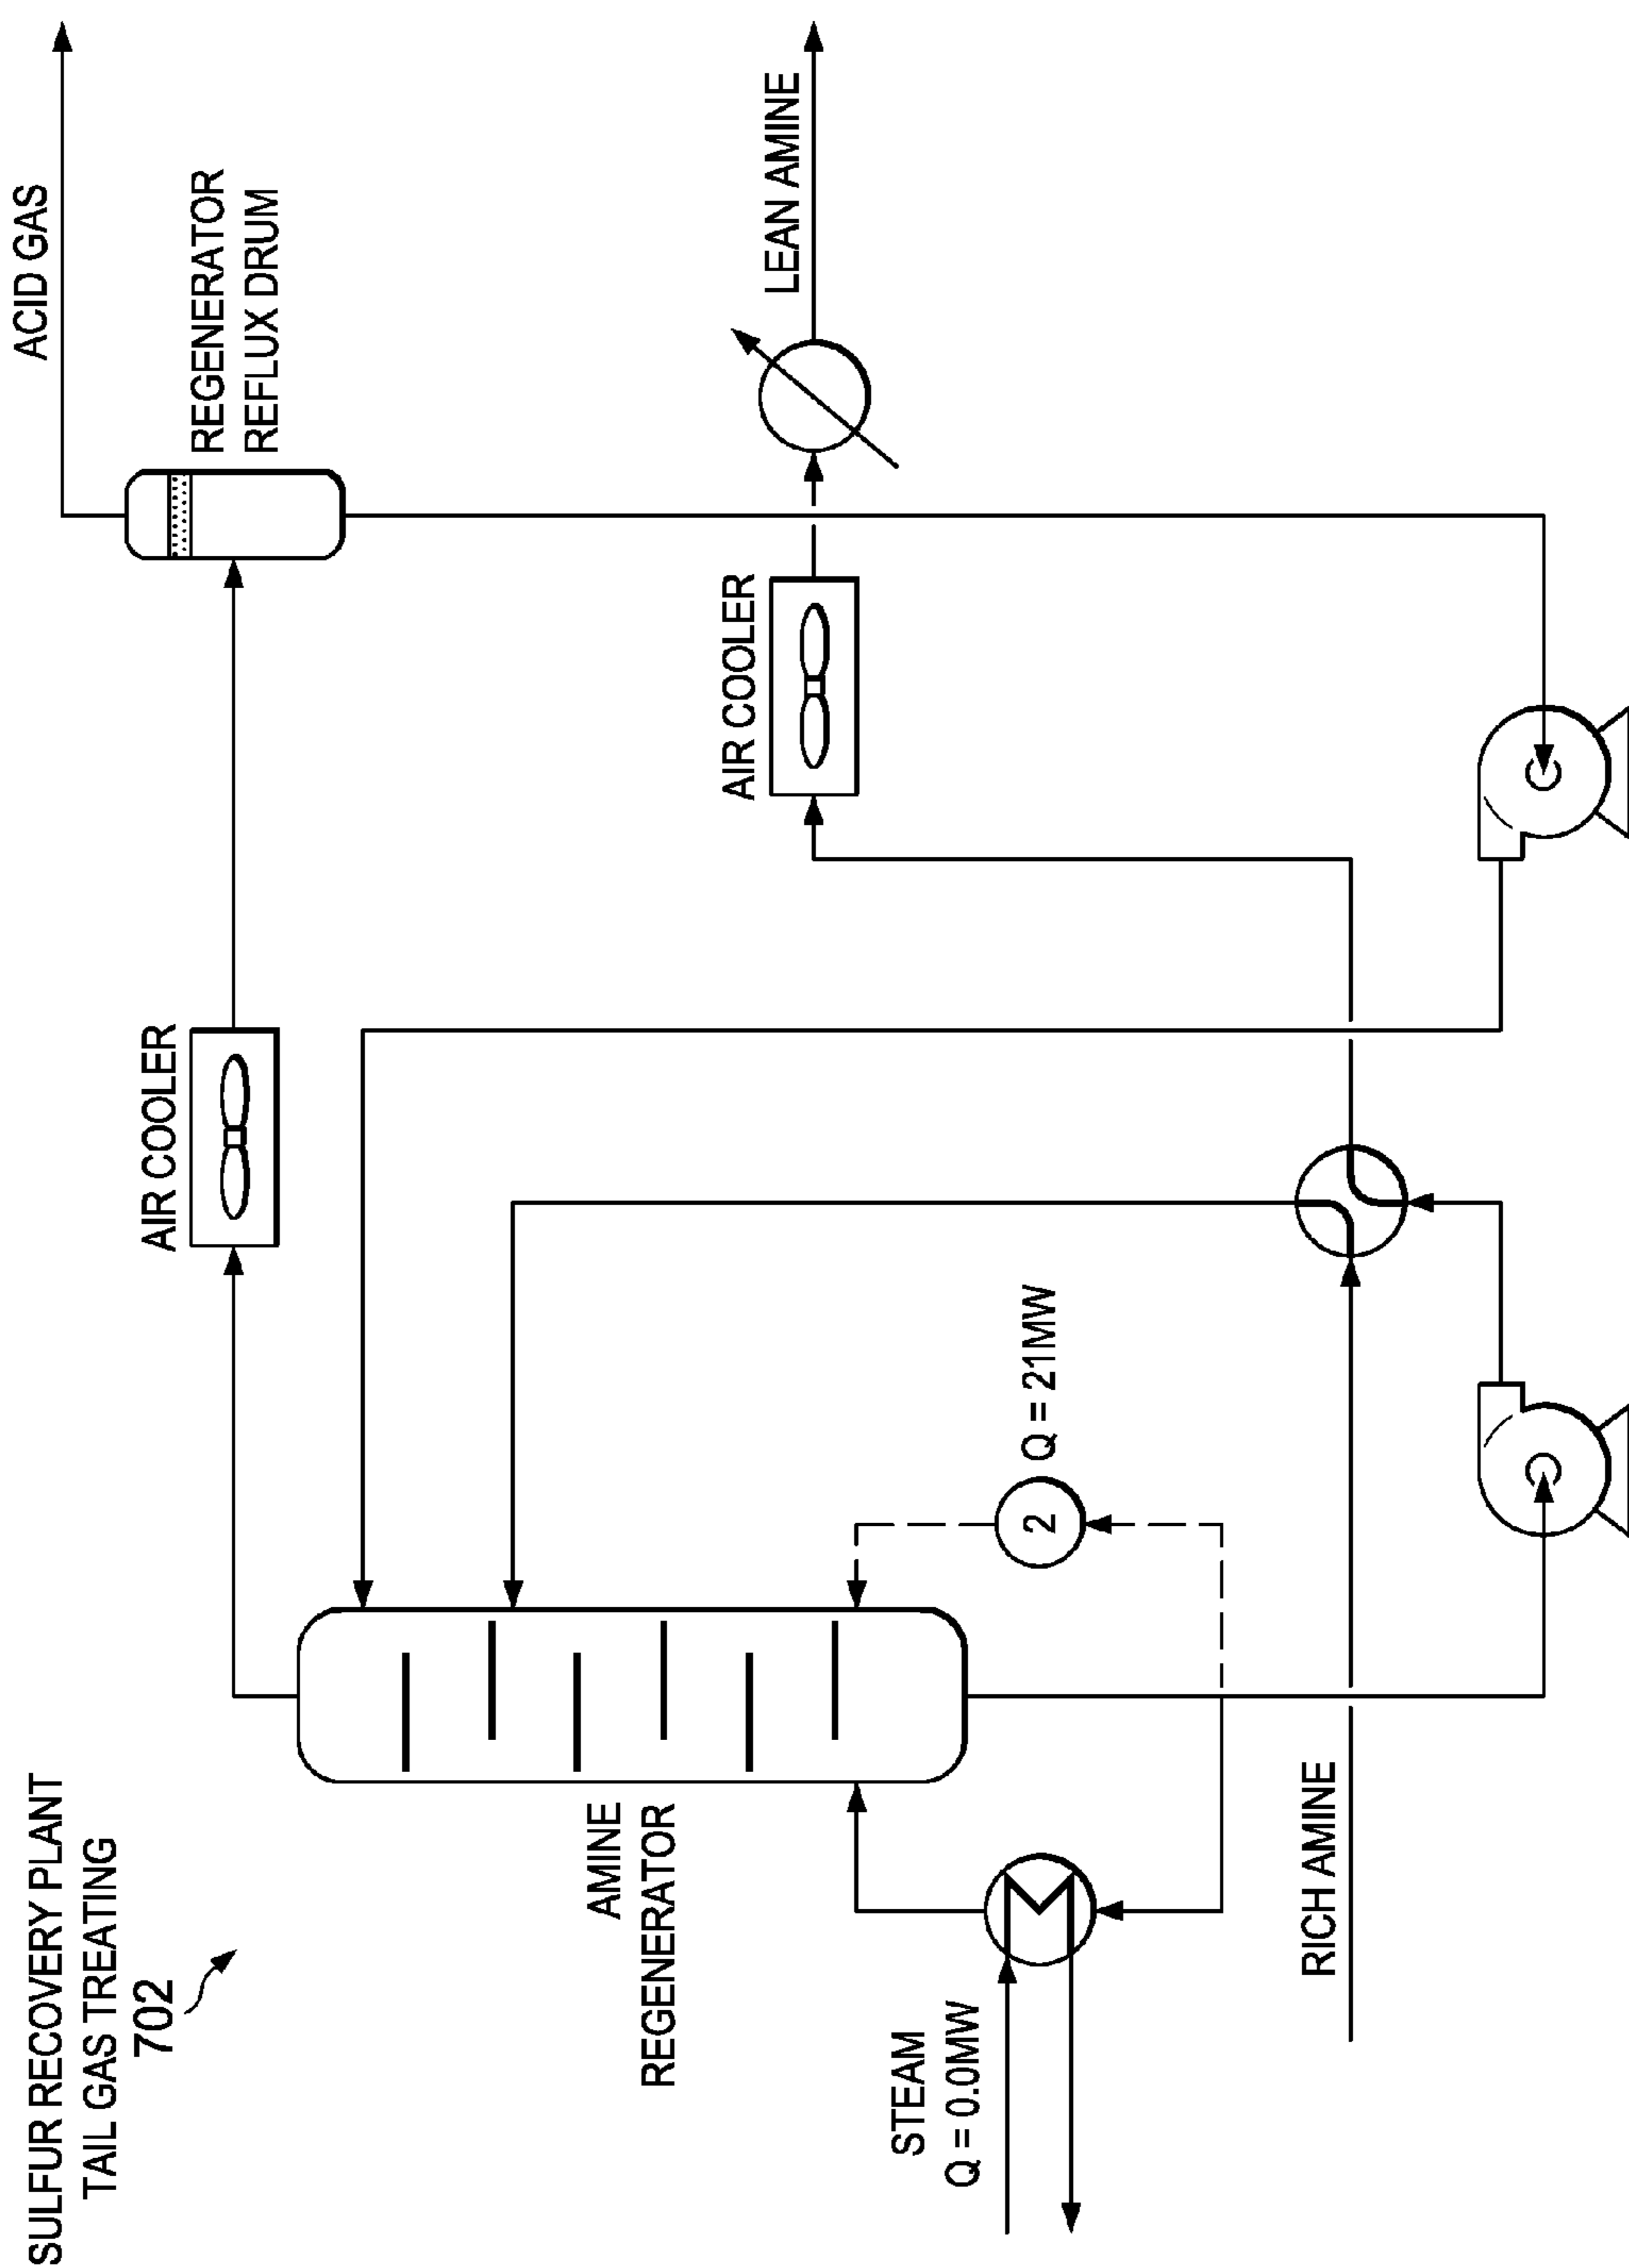 SULFUR RECOVERY PLANT
TAIL GAS TREATING
702
AIR COOLER
ACID GAS
REGENERATOR
REFLUX DRUM
AMINE
REGENERATOR
AIR COOLER
LEAN AMINE
STEAM
Q = 0.0MW
2
Q = 21MW
RICH AMINE